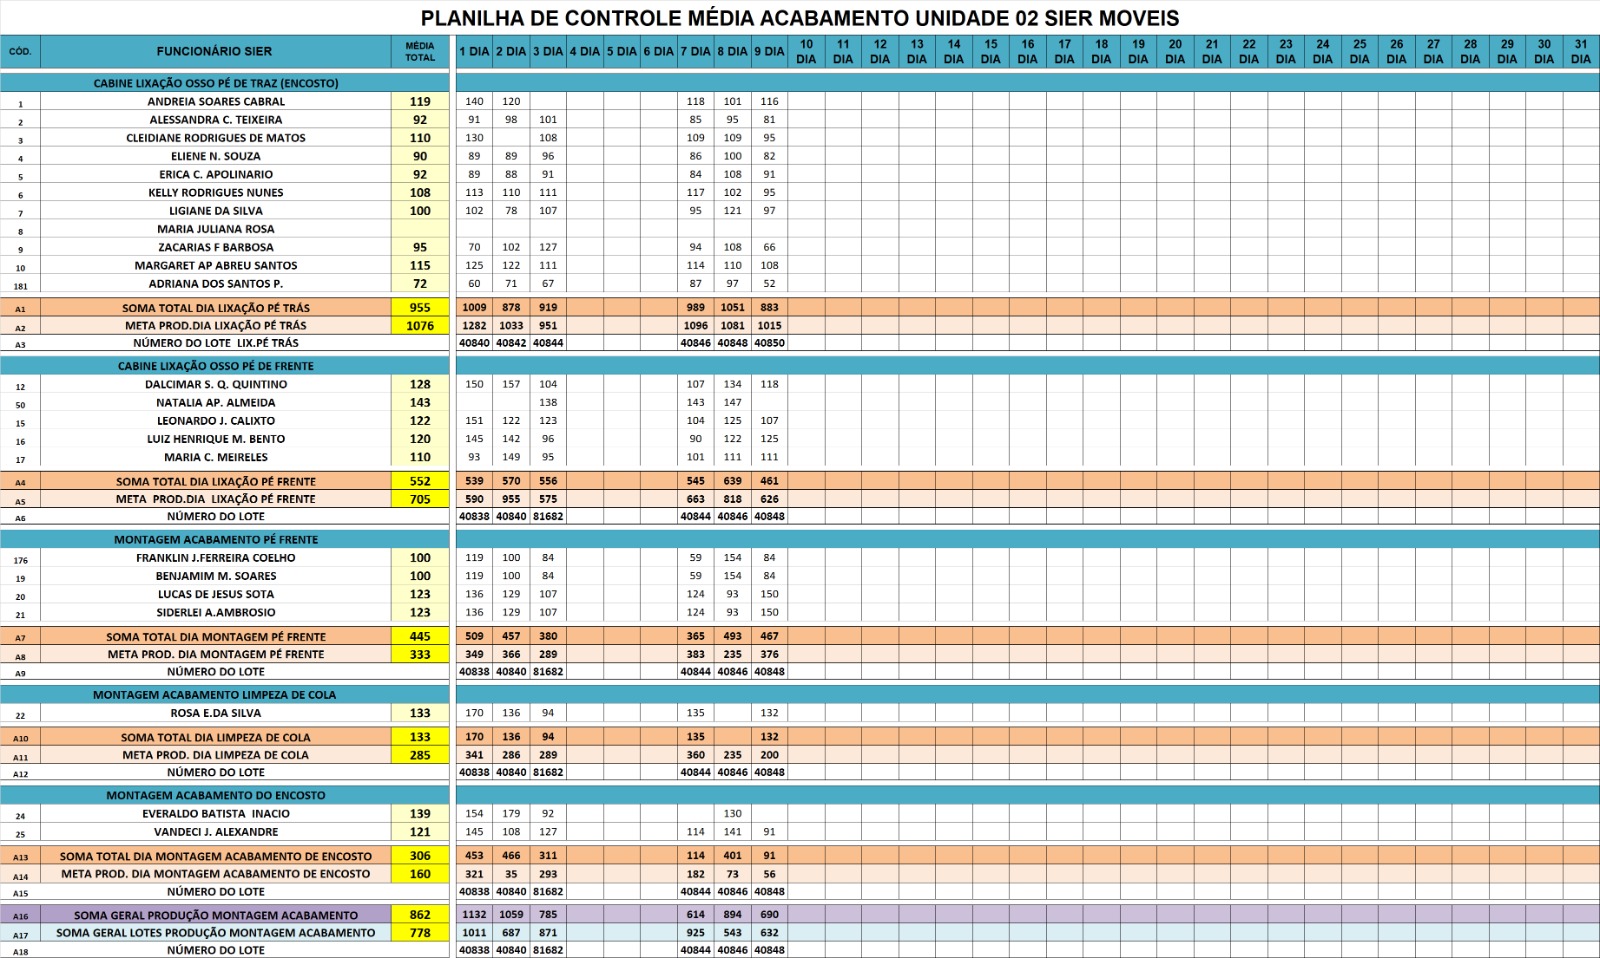 PLANILHA DE CONTROLE MÉDIA ACABAMENTO UNIDADE 02 SIER MOVEIS
CÓD. FUNCIONÁRIO SIER MÉDIA TOTAL 1 DIA 2 DIA 3 DIA 4 DIA 5 DIA 6 DIA 7 DIA 8 DIA 9 DIA 10 DIA 11 DIA 12 DIA 13 DIA 14 DIA 15 DIA 16 DIA 17 DIA 18 DIA 19 DIA 20 DIA 21 DIA 22 DIA 23 DIA 24 DIA 25 DIA 26 DIA 27 DIA 28 DIA 29 DIA 30 DIA 31 DIA
CABINE LIXAÇÃO OSSO PÉ DE TRAZ (ENCOSTO)
1 ANDREIA SOARES CABRAL 119 140 120 118 101 116
2 ALESSANDRA C. TEIXEIRA 92 91 98 101 85 95 81
3 CLEIDIANE RODRIGUES DE MATOS 110 130 108 109 109 95
4 ELIENE N. SOUZA 90 89 89 96 86 100 82
5 ERICA C. APOLINARIO 92 89 88 91 84 108 91
6 KELLY RODRIGUES NUNES 108 113 110 111 117 102 95
7 LIGIANE DA SILVA 100 102 78 107 95 121 97
8 MARIA JULIANA ROSA
9 ZACARIAS F BARBOSA 95 70 102 127 94 108 66
10 MARGARET AP ABREU SANTOS 115 125 122 111 114 110 108
181 ADRIANA DOS SANTOS P. 72 60 71 67 87 97 52
A1 SOMA TOTAL DIA LIXAÇÃO PÉ TRÁS 955 1009 878 919 989 1051 883
A2 META PROD.DIA LIXAÇÃO PÉ TRÁS 1076 1282 1033 951 1096 1081 1015
A3 NÚMERO DO LOTE LIX.PÉ TRÁS 40840 40842 40844 40846 40848 40850
CABINE LIXAÇÃO OSSO PÉ DE FRENTE
12 DALCIMAR S. Q. QUINTINO 128 150 157 104 107 134 118
50 NATALIA AP. ALMEIDA 143 138 143 147
15 LEONARDO J. CALIXTO 122 151 122 123 104 125 107
16 LUIZ HENRIQUE M. BENTO 120 145 142 96 90 122 125
17 MARIA C. MEIRELES 110 93 149 95 101 111 111
A4 SOMA TOTAL DIA LIXAÇÃO PÉ FRENTE 552 539 570 556 545 639 461
A5 META PROD.DIA LIXAÇÃO PÉ FRENTE 705 590 955 575 663 818 626
A6 NÚMERO DO LOTE 40838 40840 81682 40844 40846 40848
MONTAGEM ACABAMENTO PÉ FRENTE
176 FRANKLIN J.FERREIRA COELHO 100 119 100 84 59 154 84
19 BENJAMIM M. SOARES 100 119 100 84 59 154 84
20 LUCAS DE JESUS SOTA 123 136 129 107 124 93 150
21 SIDERLEI A.AMBROSIO 123 136 129 107 124 93 150
A7 SOMA TOTAL DIA MONTAGEM PÉ FRENTE 445 509 457 380 365 493 467
A8 META PROD. DIA MONTAGEM PÉ FRENTE 333 349 366 289 383 235 376
A9 NÚMERO DO LOTE 40838 40840 81682 40844 40846 40848
MONTAGEM ACABAMENTO LIMPEZA DE COLA
22 ROSA E.DA SILVA 133 170 136 94 135 132
A10 SOMA TOTAL DIA LIMPEZA DE COLA 133 170 136 94 135 132
A11 META PROD. DIA LIMPEZA DE COLA 285 341 286 289 360 235 200
A12 NÚMERO DO LOTE 40838 40840 81682 40844 40846 40848
MONTAGEM ACABAMENTO DO ENCOSTO
24 EVERALDO BATISTA INACIO 139 154 179 92 130
25 VANDECI J. ALEXANDRE 121 145 108 127 114 141 91
A13 SOMA TOTAL DIA MONTAGEM ACABAMENTO DE ENCOSTO 306 453 466 311 114 401 91
A14 META PROD. DIA MONTAGEM ACABAMENTO DE ENCOSTO 160 321 35 293 182 73 56
A15 NÚMERO DO LOTE 40838 40840 81682 40844 40846 40848
A16 SOMA GERAL PRODUÇÃO MONTAGEM ACABAMENTO 862 1132 1059 785 614 894 690
A17 SOMA GERAL LOTES PRODUÇÃO MONTAGEM ACABAMENTO 778 1011 687 871 925 543 632
A18 NÚMERO DO LOTE 40838 40840 81682 40844 40846 40848